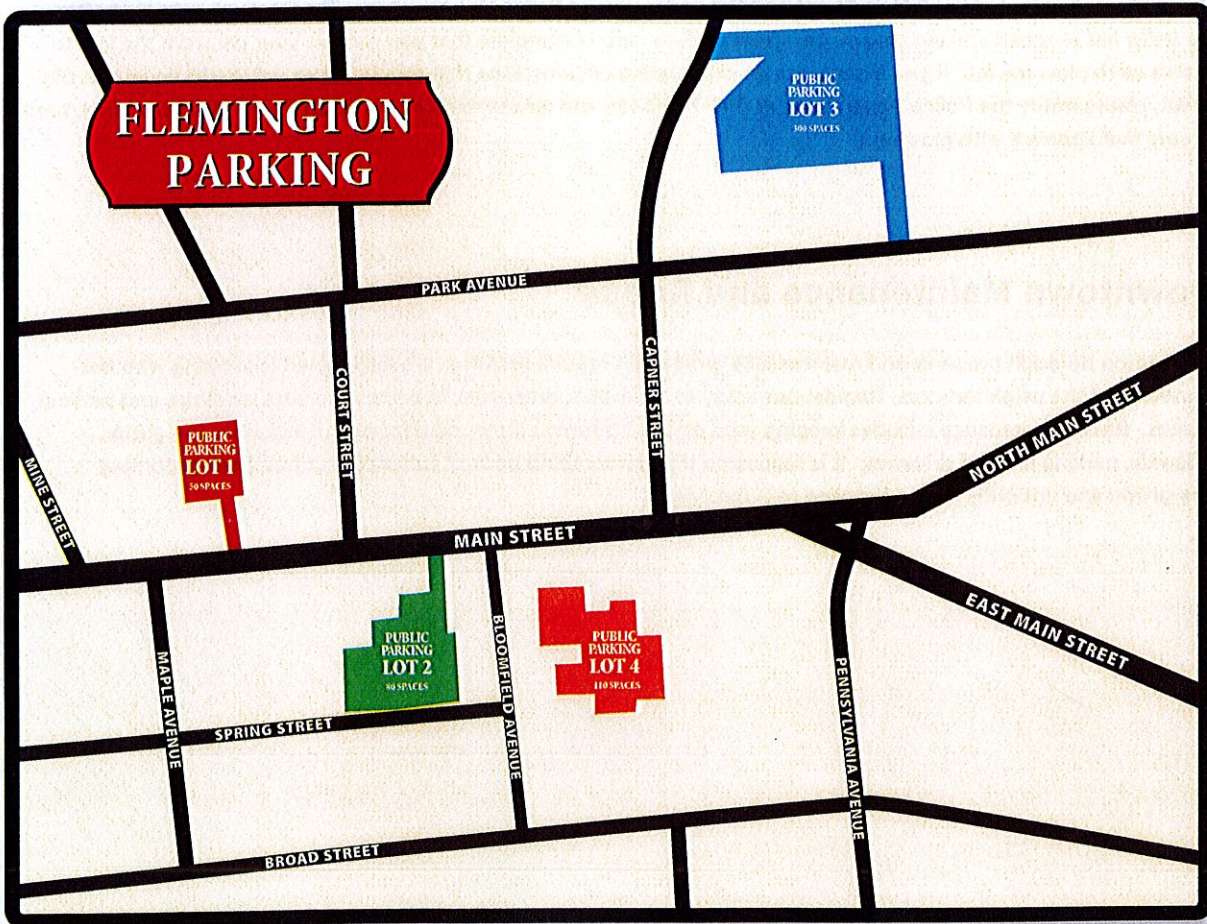 FLEMINGTON
PARKING
PUBLIC
PARKING
LOT 3
300 SPACES
PARK AVENUE
COURT STREET
CAPNER STREET
NORTH MAIN STREET
MINE STREET
PUBLIC
PARKING
LOT 1
50 SPACES
MAIN STREET
EAST MAIN STREET
MAPLE AVENUE
PUBLIC
PARKING
LOT 2
80 SPACES
BLOOMFIELD AVENUE
PUBLIC
PARKING
LOT 4
110 SPACES
PENNSYLVANIA AVENUE
SPRING STREET
BROAD STREET